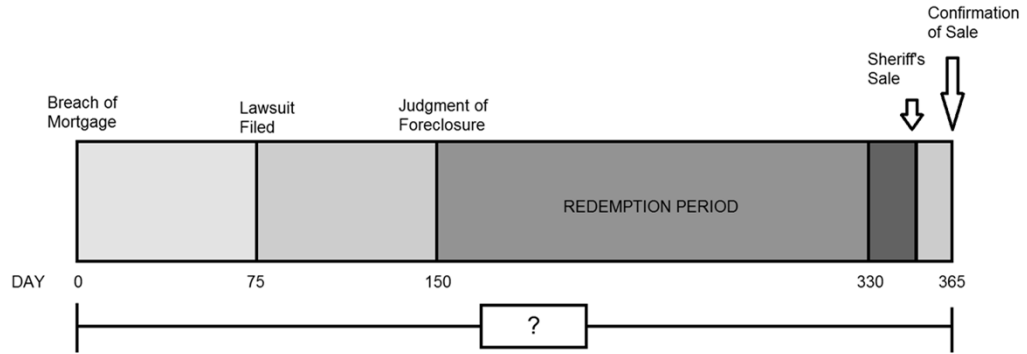 Confirmation
of Sale
Sheriff's
Sale
Breach of
Mortgage
Lawsuit
Filed
Judgment of
Foreclosure
REDEMPTION PERIOD
DAY 0 75 150 330 365
?